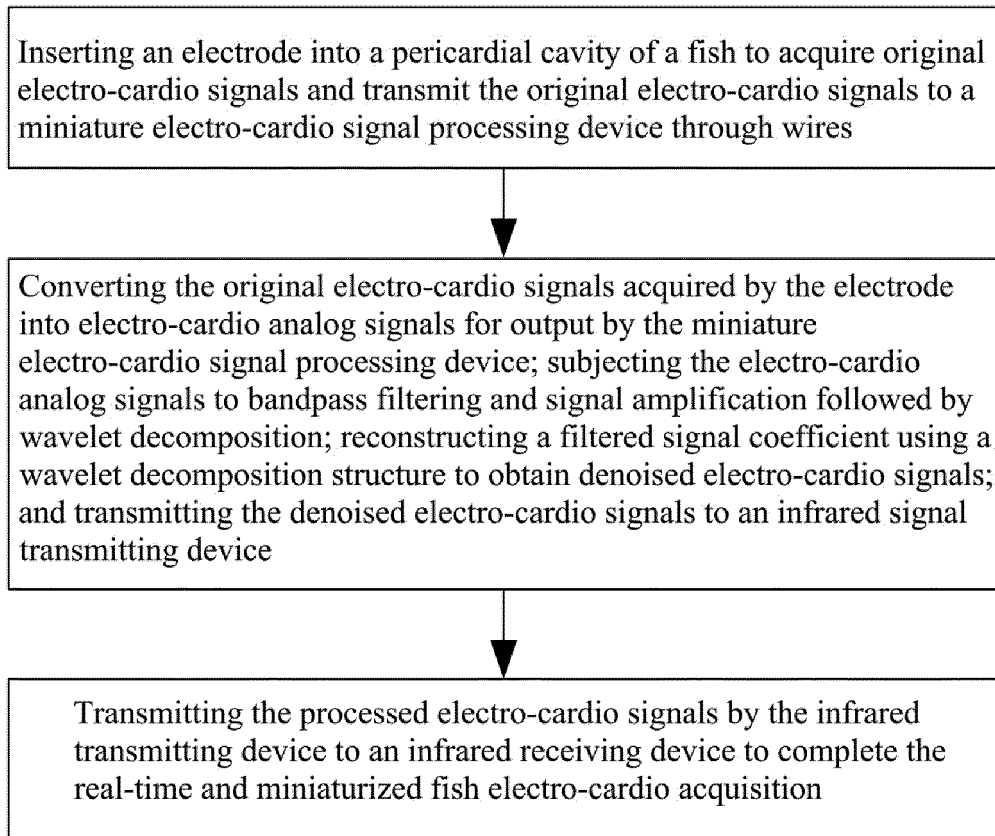 Inserting an electrode into a pericardial cavity of a fish to acquire original
electro-cardio signals and transmit the original electro-cardio signals to a
miniature electro-cardio signal processing device through wires
Converting the original electro-cardio signals acquired by the electrode
into electro-cardio analog signals for output by the miniature
electro-cardio signal processing device; subjecting the electro-cardio
analog signals to bandpass filtering and signal amplification followed by
wavelet decomposition; reconstructing a filtered signal coefficient using a
wavelet decomposition structure to obtain denoised electro-cardio signals;
and transmitting the denoised electro-cardio signals to an infrared signal
transmitting device
Transmitting the processed electro-cardio signals by the infrared
transmitting device to an infrared receiving device to complete the
real-time and miniaturized fish electro-cardio acquisition